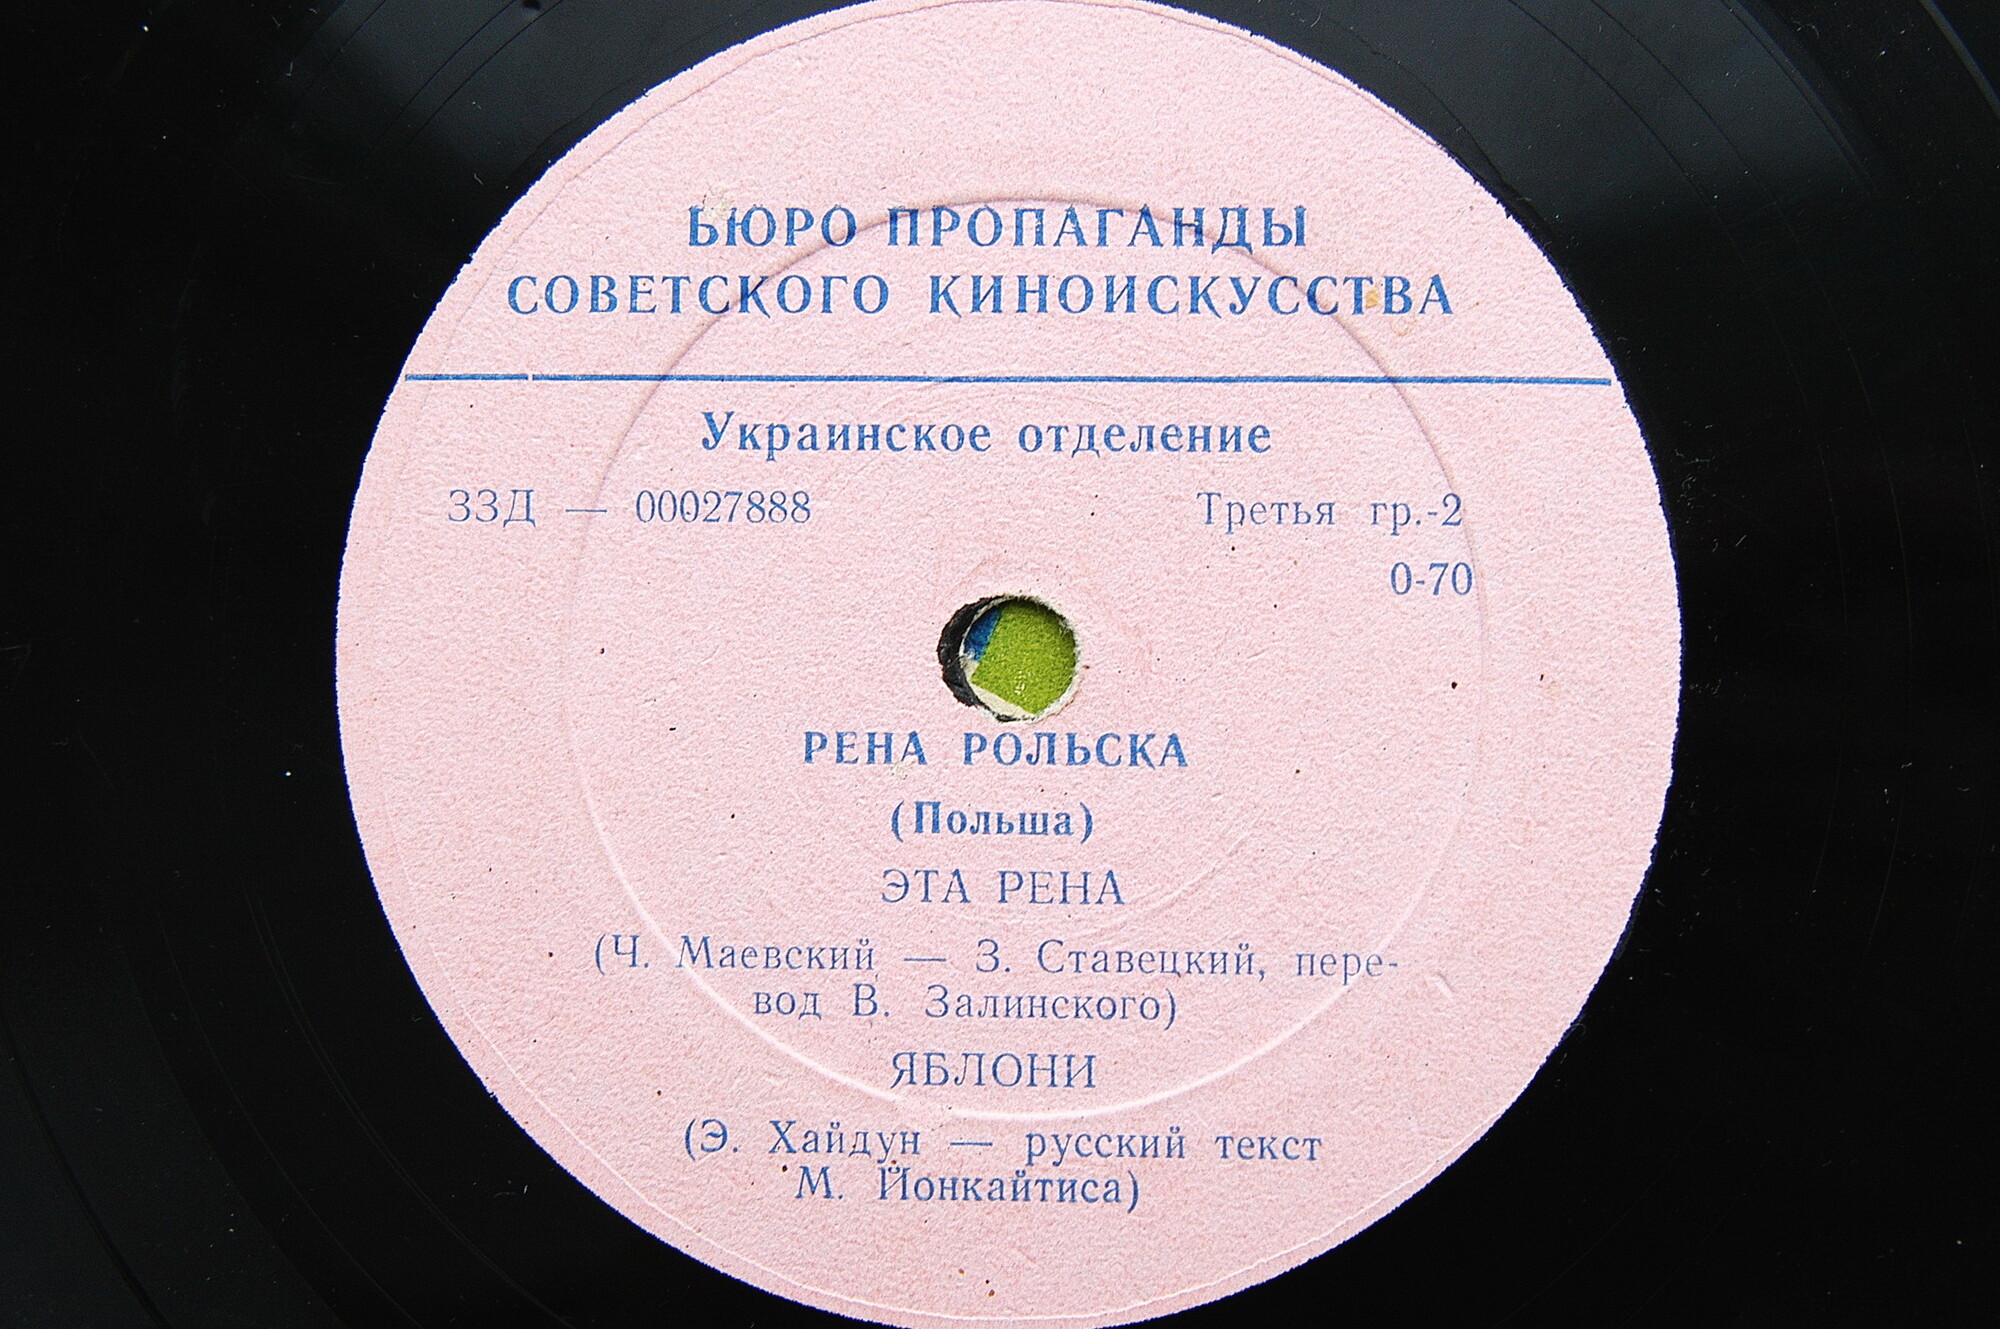 БЮРО ПРОПАГАНДЫ
СОВЕТСКОГО КИНОИСКУССТВА
Украинское отделение
33Д — 00027888 Третья гр.-2
0-70
РЕНА РОЛЬСКА
(Польша)
ЭТА РЕНА
(Ч. Маевский — З. Ставецкий, пере-
вод В. Залинского)
ЯБЛОНИ
(Э. Хайдун — русский текст
М. Йонкайтиса)